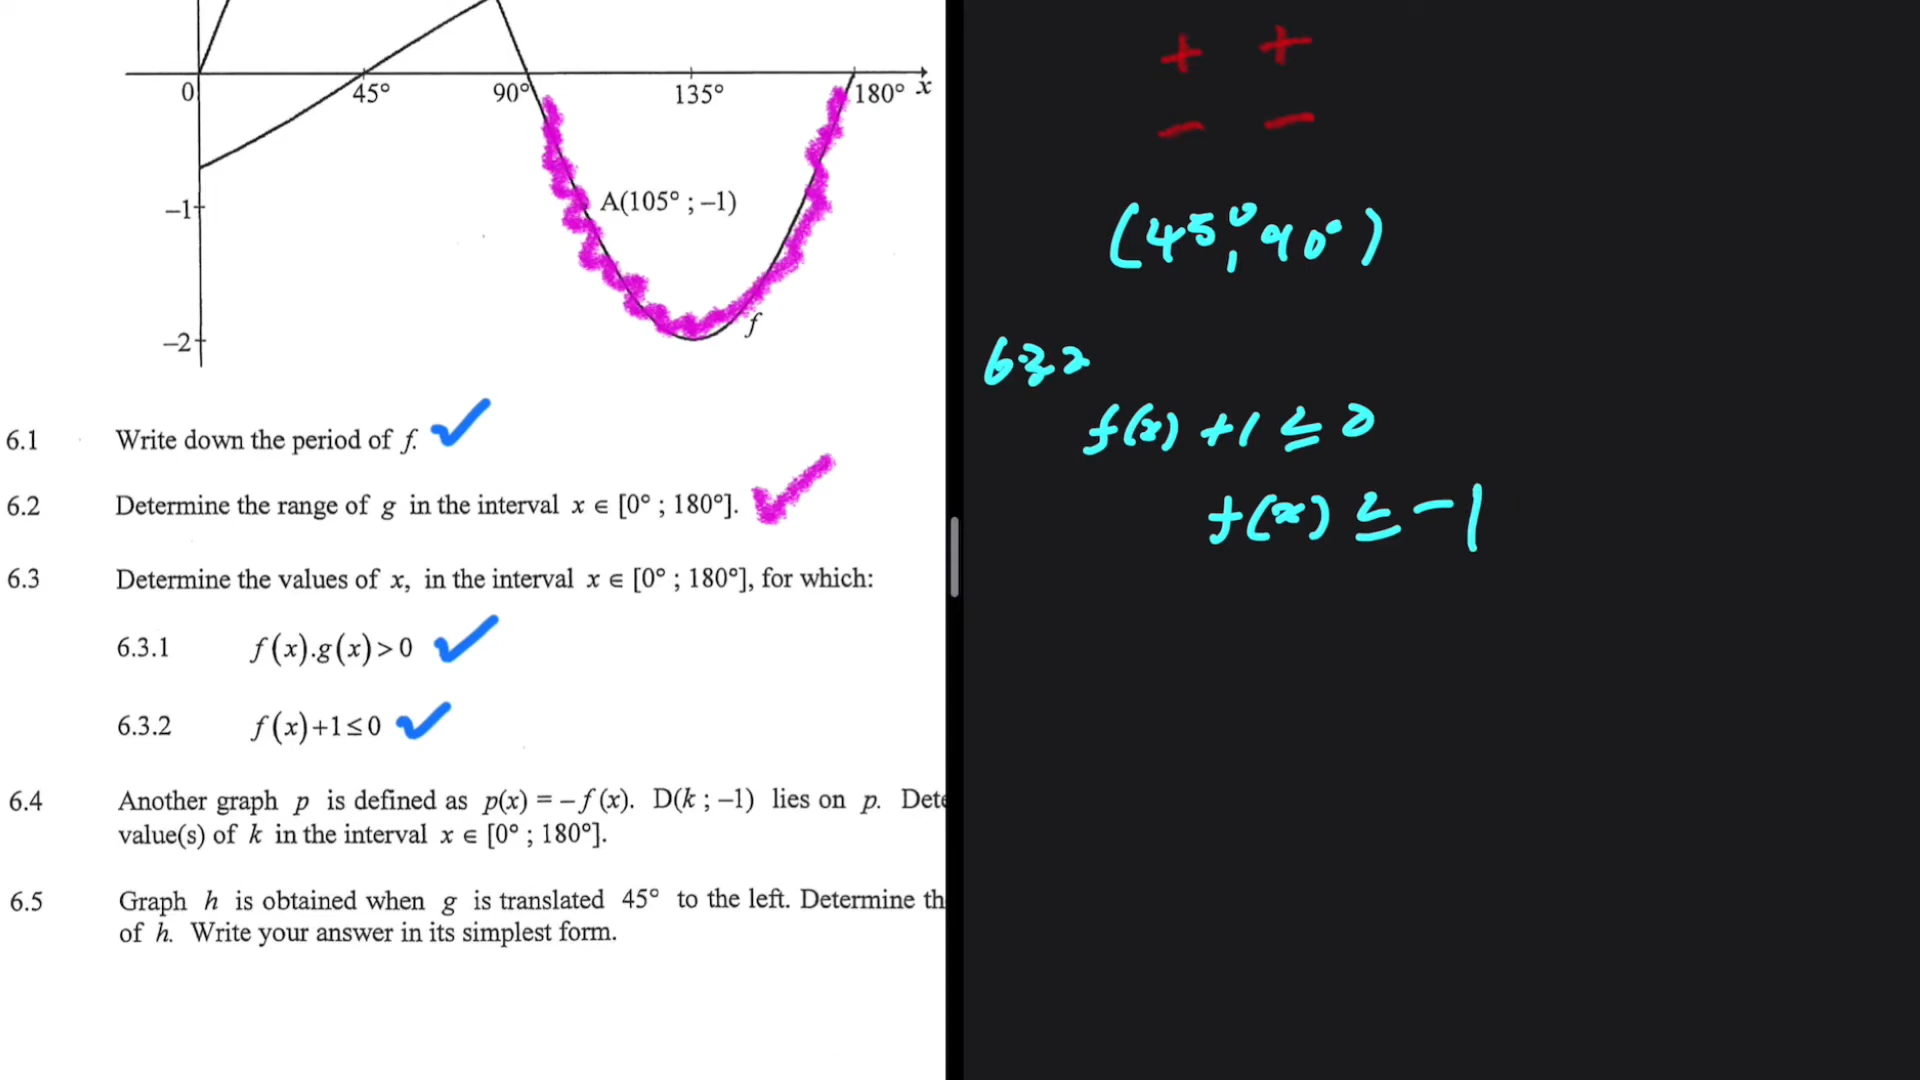 0 45° 90° 135° 180° x
A(105° ; –1)
–1
f
–2
6.1 Write down the period of f.
6.2 Determine the range of g in the interval x ∈ [0° ; 180°].
6.3 Determine the values of x, in the interval x ∈ [0° ; 180°], for which:
6.3.1 f(x).g(x)>0
6.3.2 f(x)+1≤0
6.4 Another graph p is defined as p(x) = –f(x). D(k ; –1) lies on p.
value(s) of k in the interval x ∈ [0° ; 180°].
6.5 Graph h is obtained when g is translated 45° to the left. Determine
of h. Write your answer in its simplest form.
+ +
− −
(45°, 90°)
6.3.2
f(x) +1 ≤ 0
f(x) ≤ −1